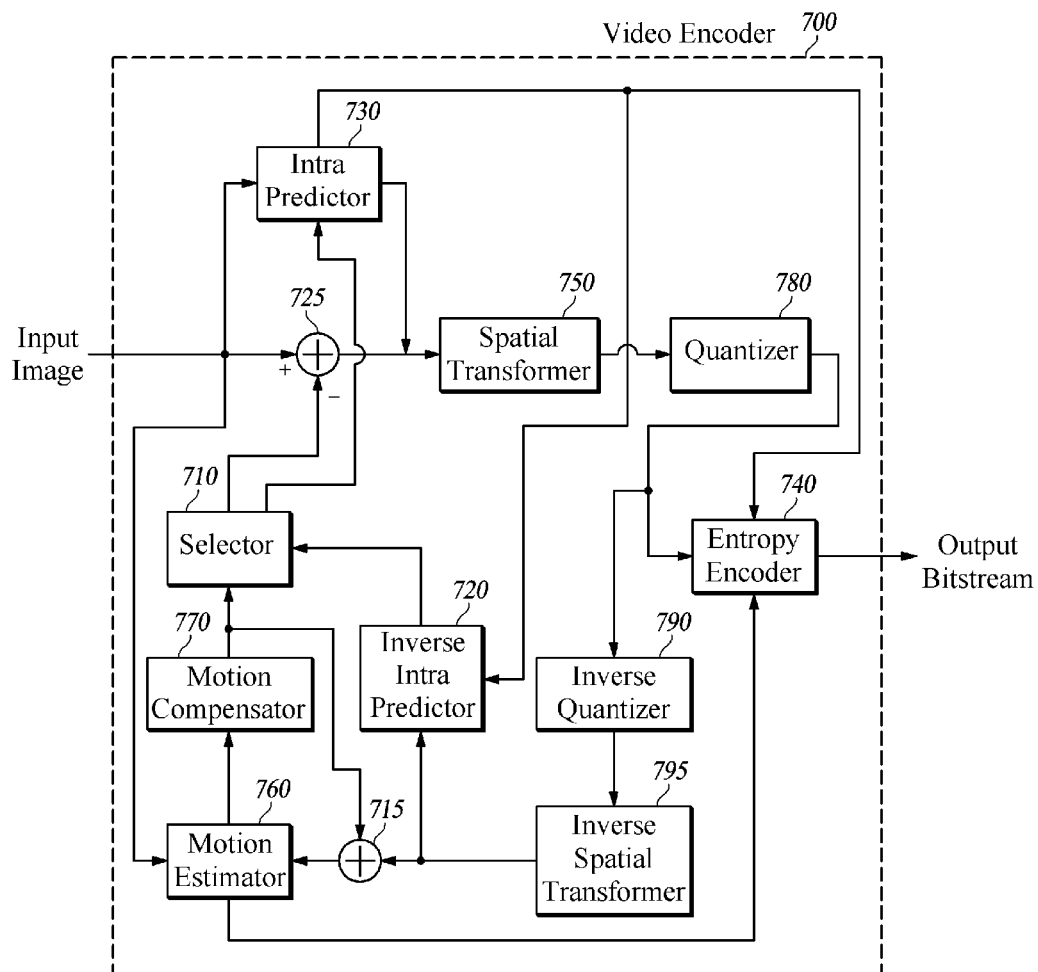 Video Encoder
700
730
Intra
Predictor
725
750
780
Input
Image
+
−
Spatial
Transformer
Quantizer
710
740
Selector
Entropy
Encoder
Output
Bitstream
720
770
790
Inverse
Intra
Predictor
Motion
Compensator
Inverse
Quantizer
760
715
795
Motion
Estimator
Inverse
Spatial
Transformer